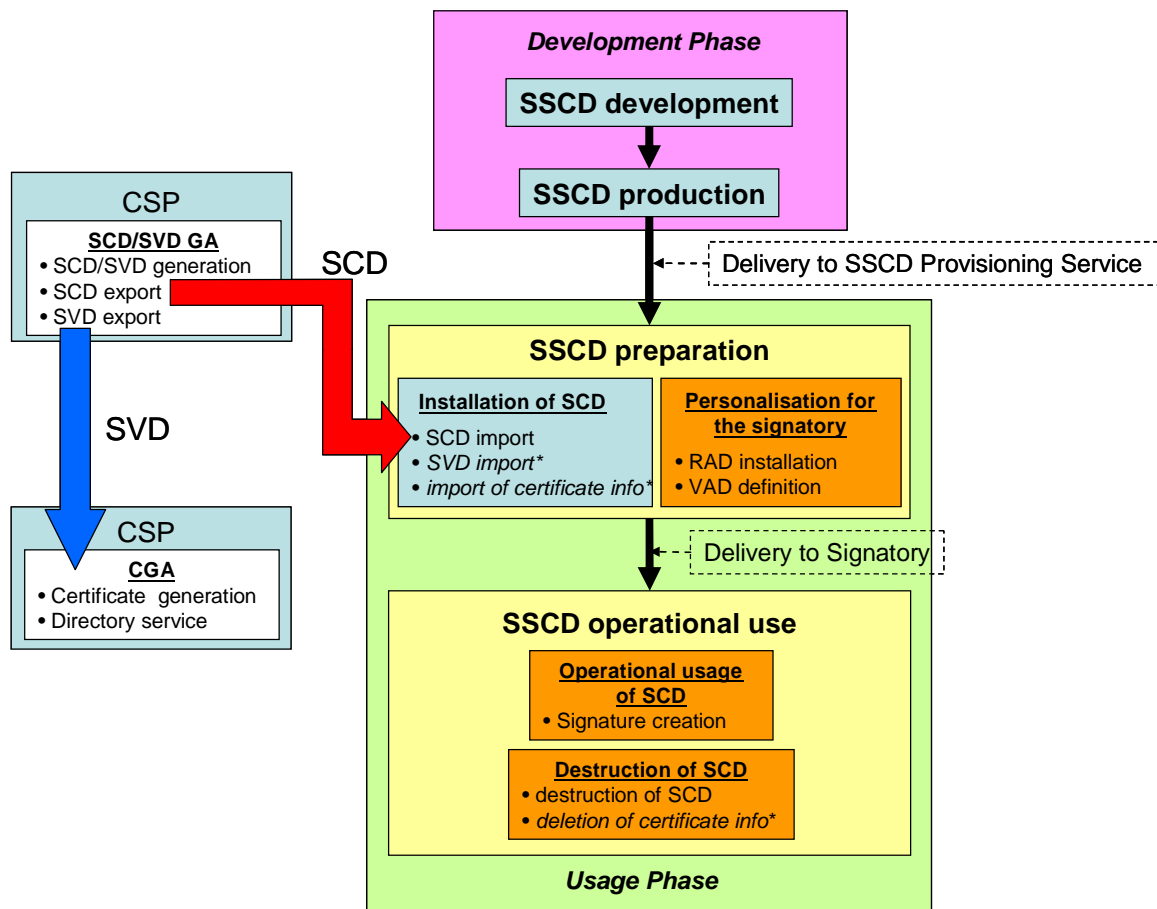 Development Phase
SSCD development
SSCD production
CSP
SCD/SVD GA
• SCD/SVD generation
• SCD export
• SVD export
SCD
Delivery to SSCD Provisioning Service
SSCD preparation
Installation of SCD
• SCD import
• SVD import*
• import of certificate info*
Personalisation for
the signatory
• RAD installation
• VAD definition
SVD
CSP
CGA
• Certificate generation
• Directory service
Delivery to Signatory
SSCD operational use
Operational usage
of SCD
• Signature creation
Destruction of SCD
• destruction of SCD
• deletion of certificate info*
Usage Phase